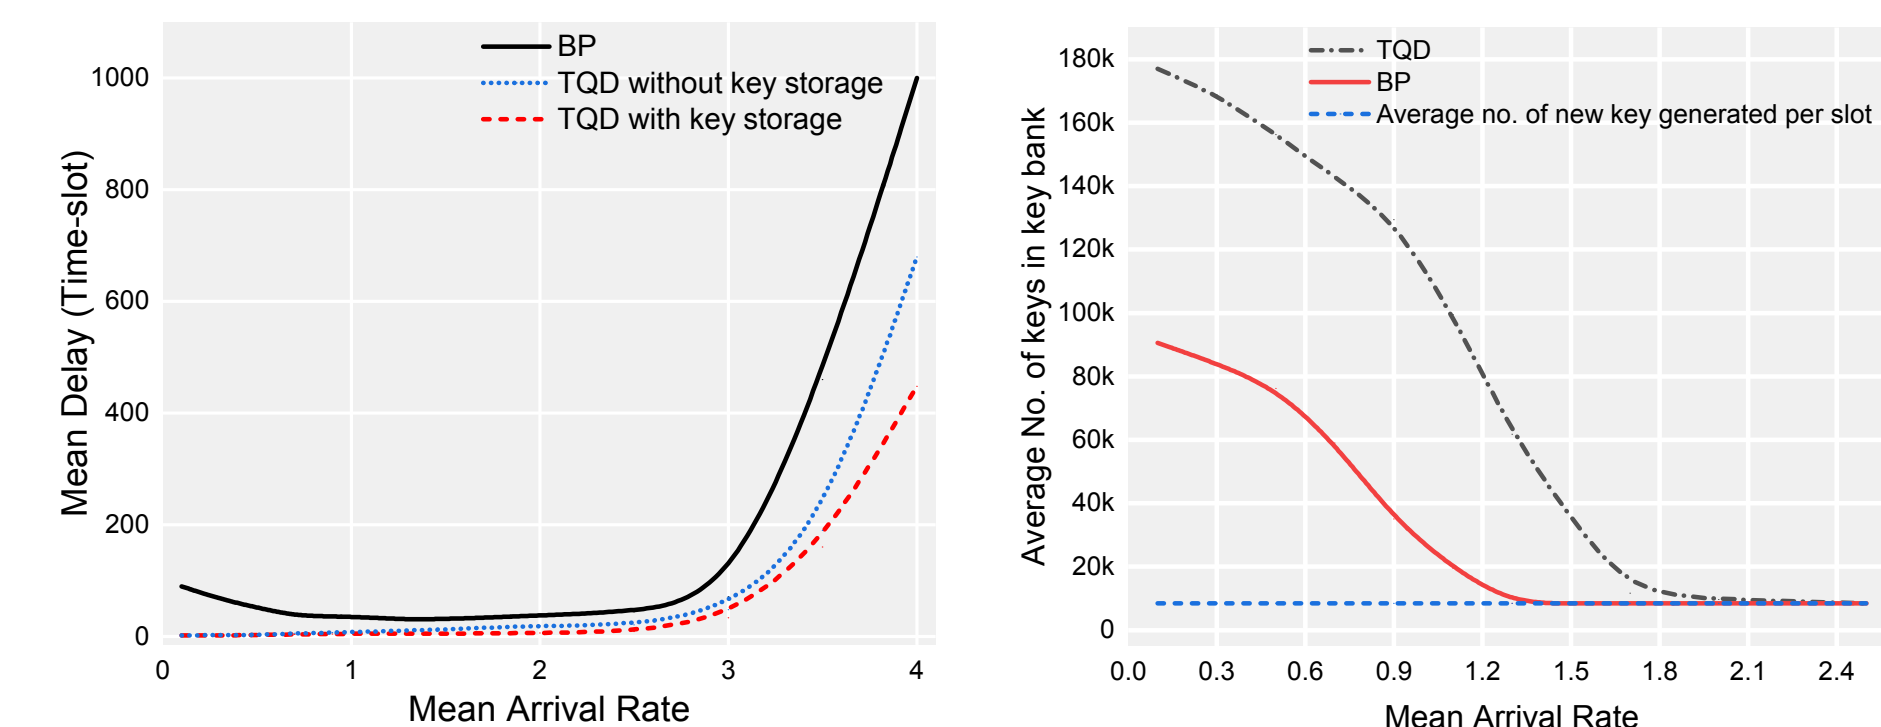 BP
TQD without key storage
TQD with key storage
Mean Delay (Time-slot)
1000
800
600
400
200
0
0 1 2 3 4
Mean Arrival Rate
TQD
BP
Average no. of new key generated per slot
Average No. of keys in key bank
180k
160k
140k
120k
100k
80k
60k
40k
20k
0
0.0 0.3 0.6 0.9 1.2 1.5 1.8 2.1 2.4
Mean Arrival Rate